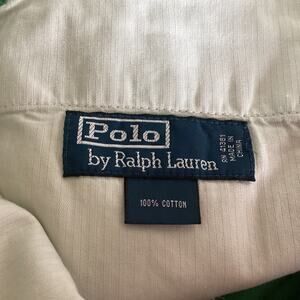 Polo
by Ralph Lauren
RN 41381
MADE IN
CHINA
100% COTTON